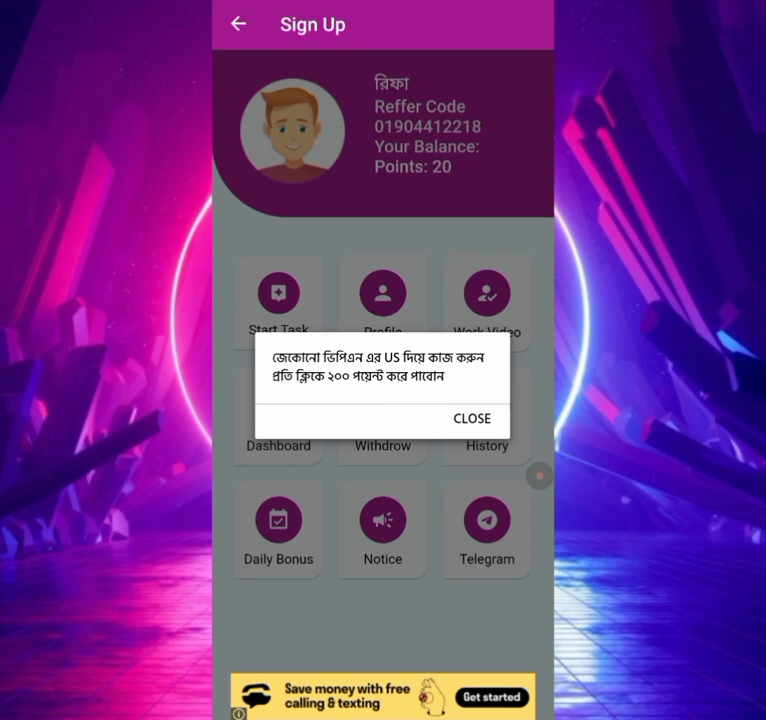 Sign Up
রিফা
Reffer Code
01904412218
Your Balance:
Points: 20
Start Task
Profile
Work Video
জেকোনো ভিপিএন এর US দিয়ে কাজ করুন
প্রতি ক্লিকে ২০০ পয়েন্ট করে পাবোন
CLOSE
Dashboard
Withdrow
History
Daily Bonus
Notice
Telegram
Save money with free
calling & texting
Get started